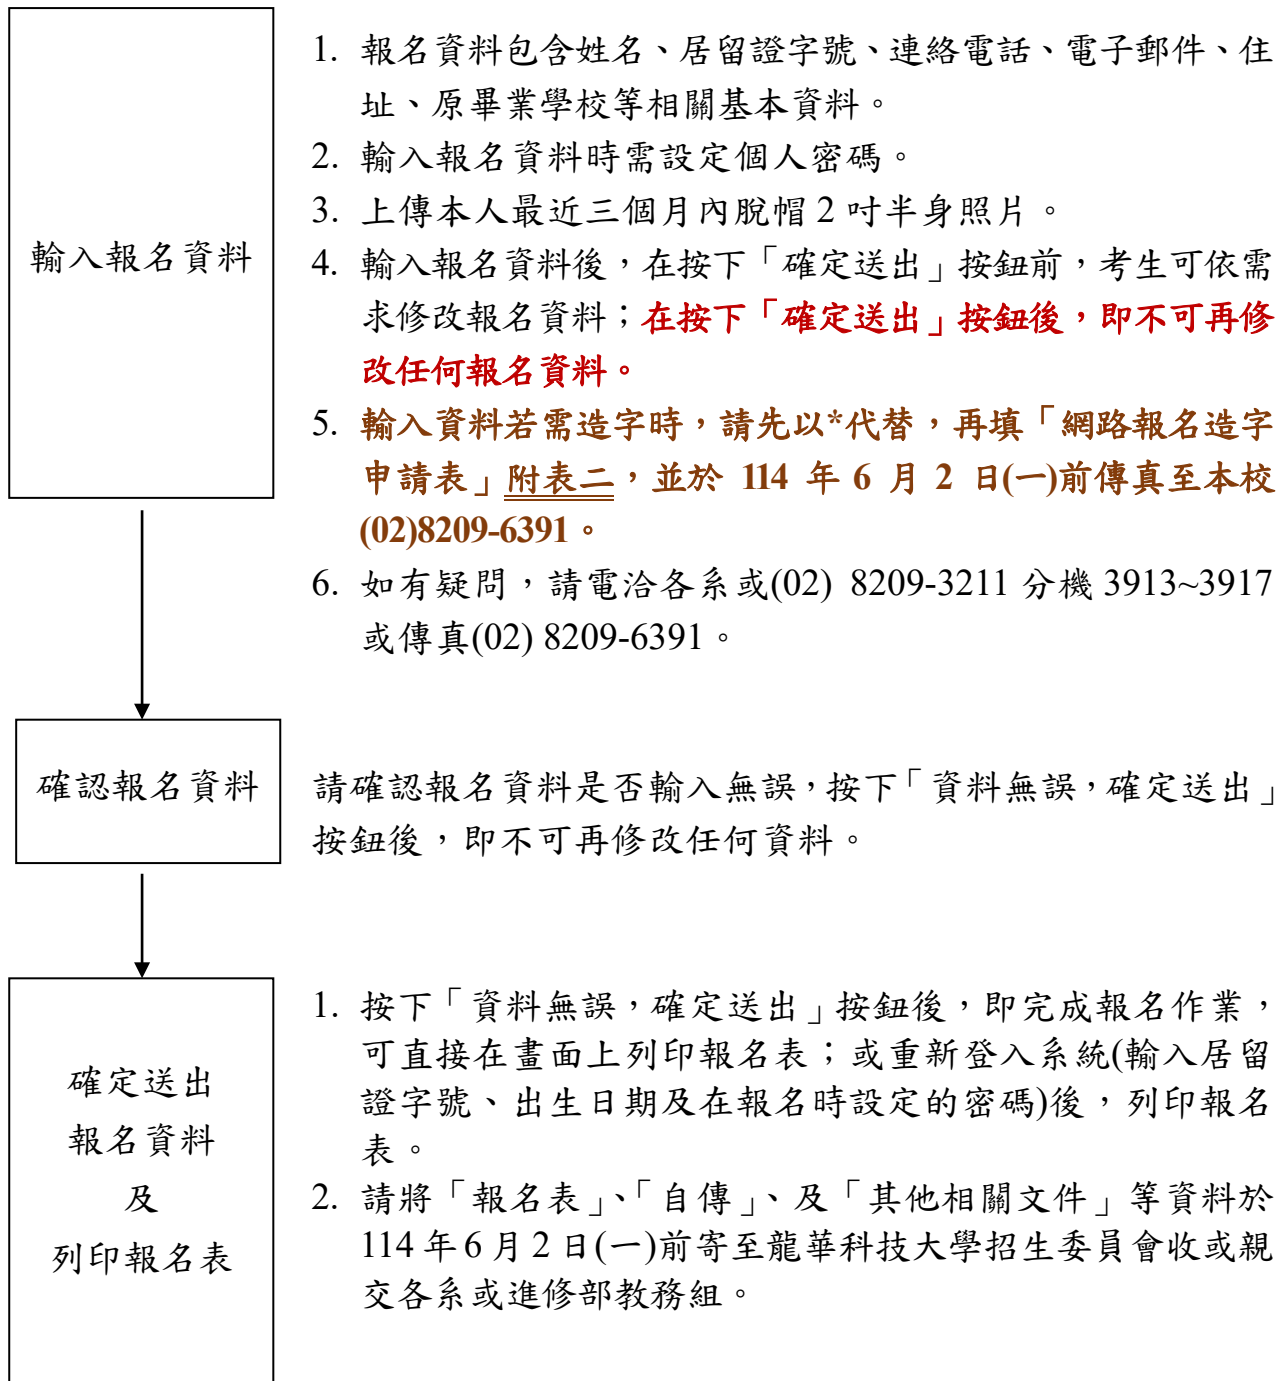 輸入報名資料
1. 報名資料包含姓名、居留證字號、連絡電話、電子郵件、住
址、原畢業學校等相關基本資料。
2. 輸入報名資料時需設定個人密碼。
3. 上傳本人最近三個月內脫帽 2 吋半身照片。
4. 輸入報名資料後，在按下「確定送出」按鈕前，考生可依需
求修改報名資料；在按下「確定送出」按鈕後，即不可再修
改任何報名資料。
5. 輸入資料若需造字時，請先以*代替，再填「網路報名造字
申請表」附表二，並於 114 年 6 月 2 日(一)前傳真至本校
(02)8209-6391。
6. 如有疑問，請電洽各系或(02) 8209-3211 分機 3913~3917
或傳真(02) 8209-6391。
確認報名資料
請確認報名資料是否輸入無誤，按下「資料無誤，確定送出」
按鈕後，即不可再修改任何資料。
確定送出
報名資料
及
列印報名表
1. 按下「資料無誤，確定送出」按鈕後，即完成報名作業，
可直接在畫面上列印報名表；或重新登入系統(輸入居留
證字號、出生日期及在報名時設定的密碼)後，列印報名
表。
2. 請將「報名表」、「自傳」、及「其他相關文件」等資料於
114 年 6 月 2 日(一)前寄至龍華科技大學招生委員會收或親
交各系或進修部教務組。